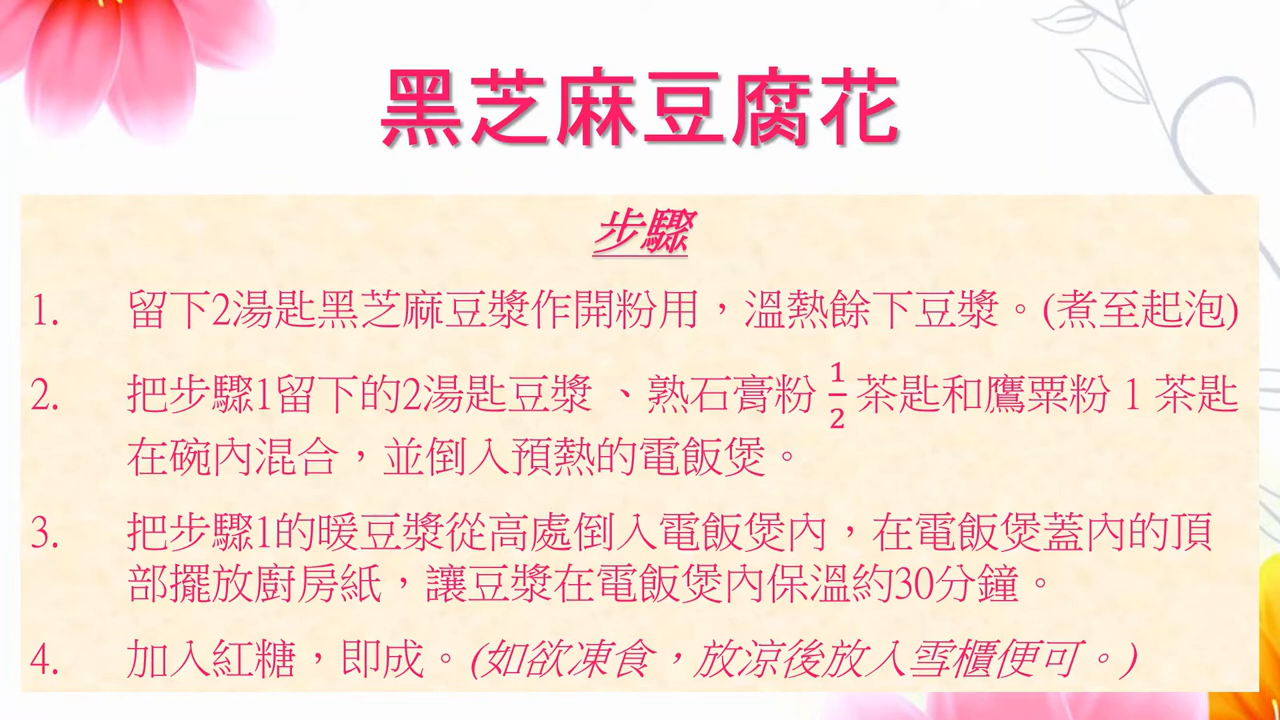 黑芝麻豆腐花
步驟
1. 留下2湯匙黑芝麻豆漿作開粉用，溫熱餘下豆漿。(煮至起泡)
2. 把步驟1留下的2湯匙豆漿 、熟石膏粉 1/2 茶匙和鷹粟粉 1 茶匙
在碗內混合，並倒入預熱的電飯煲。
3. 把步驟1的暖豆漿從高處倒入電飯煲內，在電飯煲蓋內的頂
部擺放廚房紙，讓豆漿在電飯煲內保溫約30分鐘。
4. 加入紅糖，即成。(如欲凍食，放凉後放入雪櫃便可。)